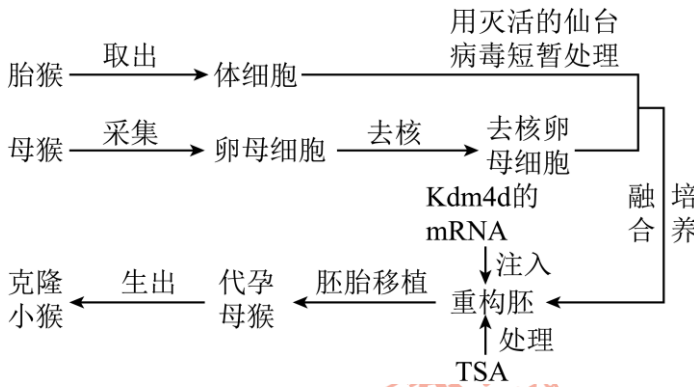 用灭活的仙台
病毒短暂处理
胎猴 取出 体细胞
母猴 采集 卵母细胞 去核 去核卵
母细胞
Kdm4d的
mRNA
融合
培养
注入
克隆
小猴
生出
代孕
母猴
胚胎移植
重构胚
处理
TSA